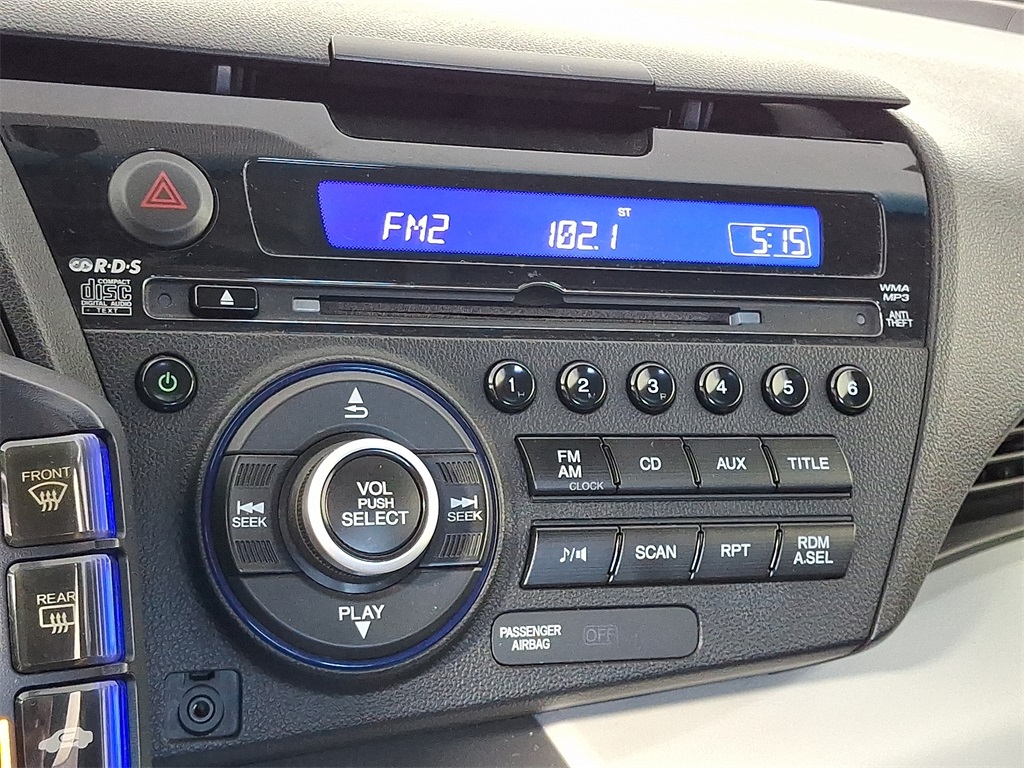 FM2 102.1 ST 5:15
R·D·S
COMPACT
disc
DIGITAL AUDIO
TEXT
WMA
MP3
ANTI
THEFT
1 H 2 M 3 R 4 5 6
FM
AM
CLOCK
CD
AUX
TITLE
SCAN
RPT
RDM
A.SEL
VOL
PUSH
SELECT
SEEK
SEEK
PLAY
PASSENGER
AIRBAG
OFF
FRONT
REAR